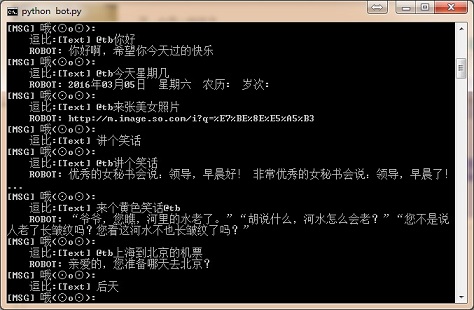 python bot.py
[MSG] 哦(⊙o⊙):
逗比:[Text] @tb你好
ROBOT: 你好啊，希望你今天过的快乐
[MSG] 哦(⊙o⊙):
逗比:[Text] @tb今天星期几
ROBOT: 2016年03月05日 星期六 农历： 岁次：
[MSG] 哦(⊙o⊙):
逗比:[Text] @tb来张美女照片
ROBOT: http://m.image.so.com/i?q=%E7%BE%8E%E5%A5%B3
[MSG] 哦(⊙o⊙):
逗比:[Text] 讲个笑话
[MSG] 哦(⊙o⊙):
逗比:[Text] @tb讲个笑话
ROBOT: 优秀的女秘书会说：领导，早晨好！ 非常优秀的女秘书会说：领导，早晨了！
...
[MSG] 哦(⊙o⊙):
逗比:[Text] 来个黄色笑话@tb
ROBOT: “爷爷，您瞧，河里的水老了。”“胡说什么，河水怎么会老？”“您不是说
人老了长皱纹吗？您看这河水不也长皱纹了吗？”
[MSG] 哦(⊙o⊙):
逗比:[Text] @tb上海到北京的机票
ROBOT: 亲爱的，您准备哪天去北京？
[MSG] 哦(⊙o⊙):
逗比:[Text] 后天